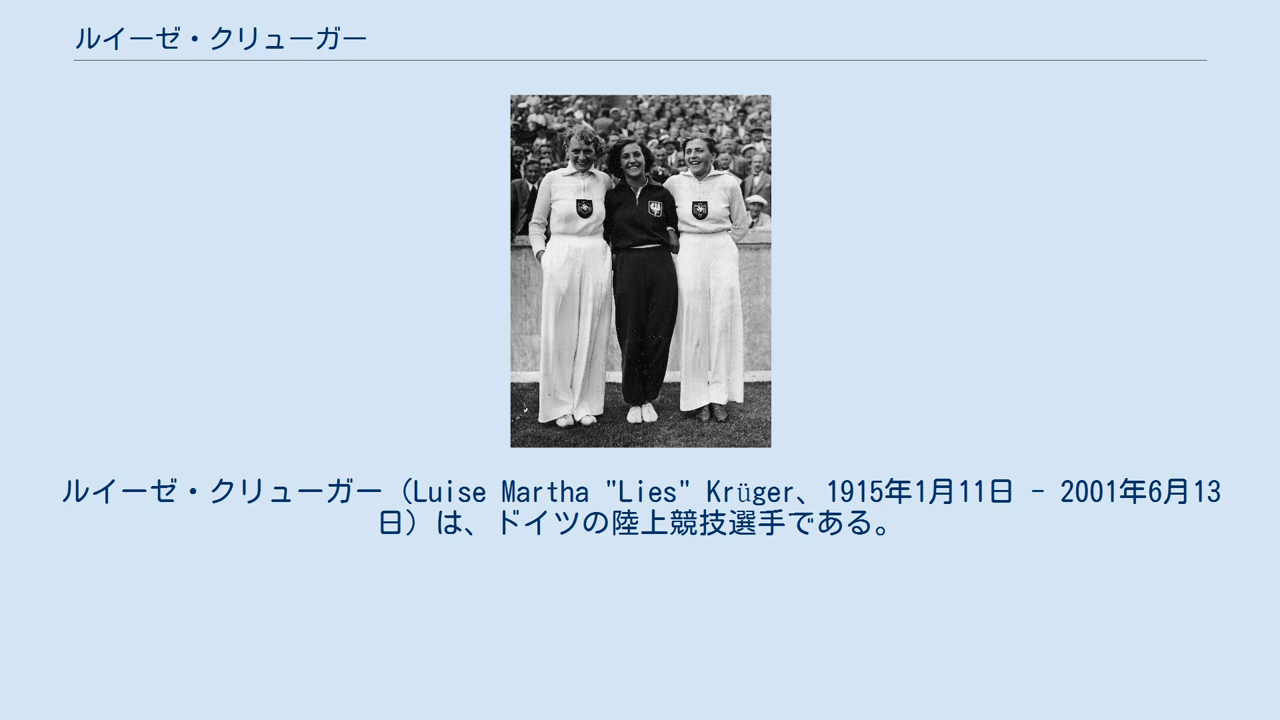 ルイーゼ・クリューガー
ルイーゼ・クリューガー（Luise Martha "Lies" Krüger、1915年1月11日 - 2001年6月13
日）は、ドイツの陸上競技選手である。